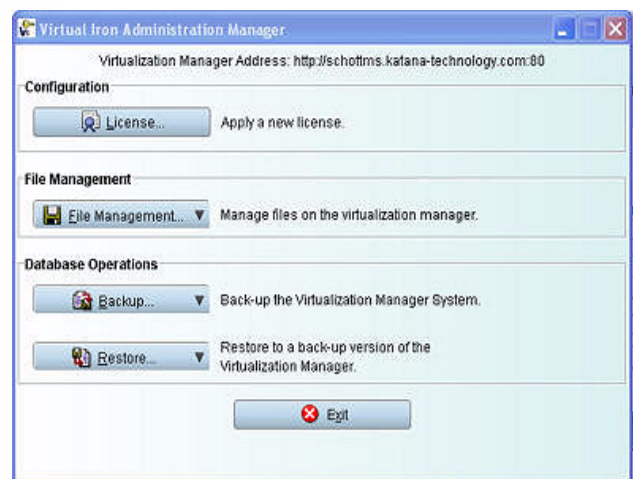 Virtual Iron Administration Manager
Virtualization Manager Address: http://schottms.katana-technology.com:80
Configuration
License...
Apply a new license.
File Management
File Management...
Manage files on the virtualization manager.
Database Operations
Backup...
Back-up the Virtualization Manager System.
Restore...
Restore to a back-up version of the
Virtualization Manager.
Exit